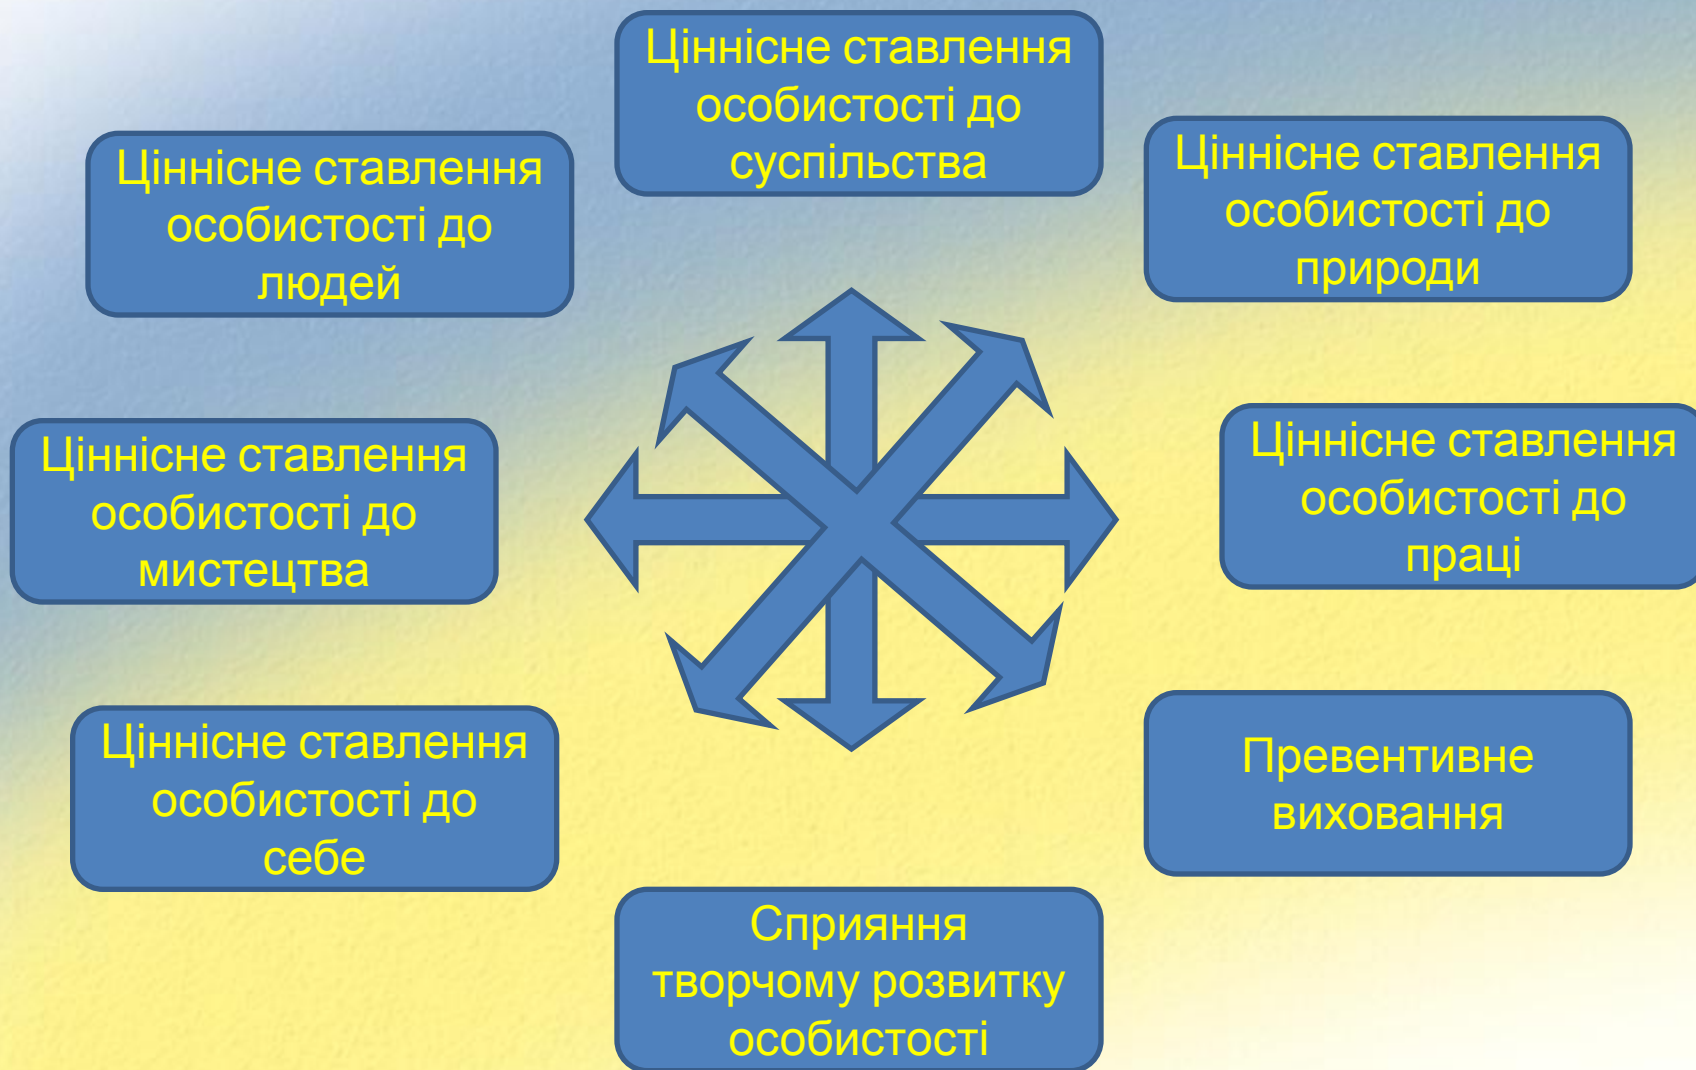 Ціннісне ставлення
особистості до
суспільства
Ціннісне ставлення
особистості до
людей
Ціннісне ставлення
особистості до
природи
Ціннісне ставлення
особистості до
мистецтва
Ціннісне ставлення
особистості до
праці
Ціннісне ставлення
особистості до
себе
Превентивне
виховання
Сприяння
творчому розвитку
особистості